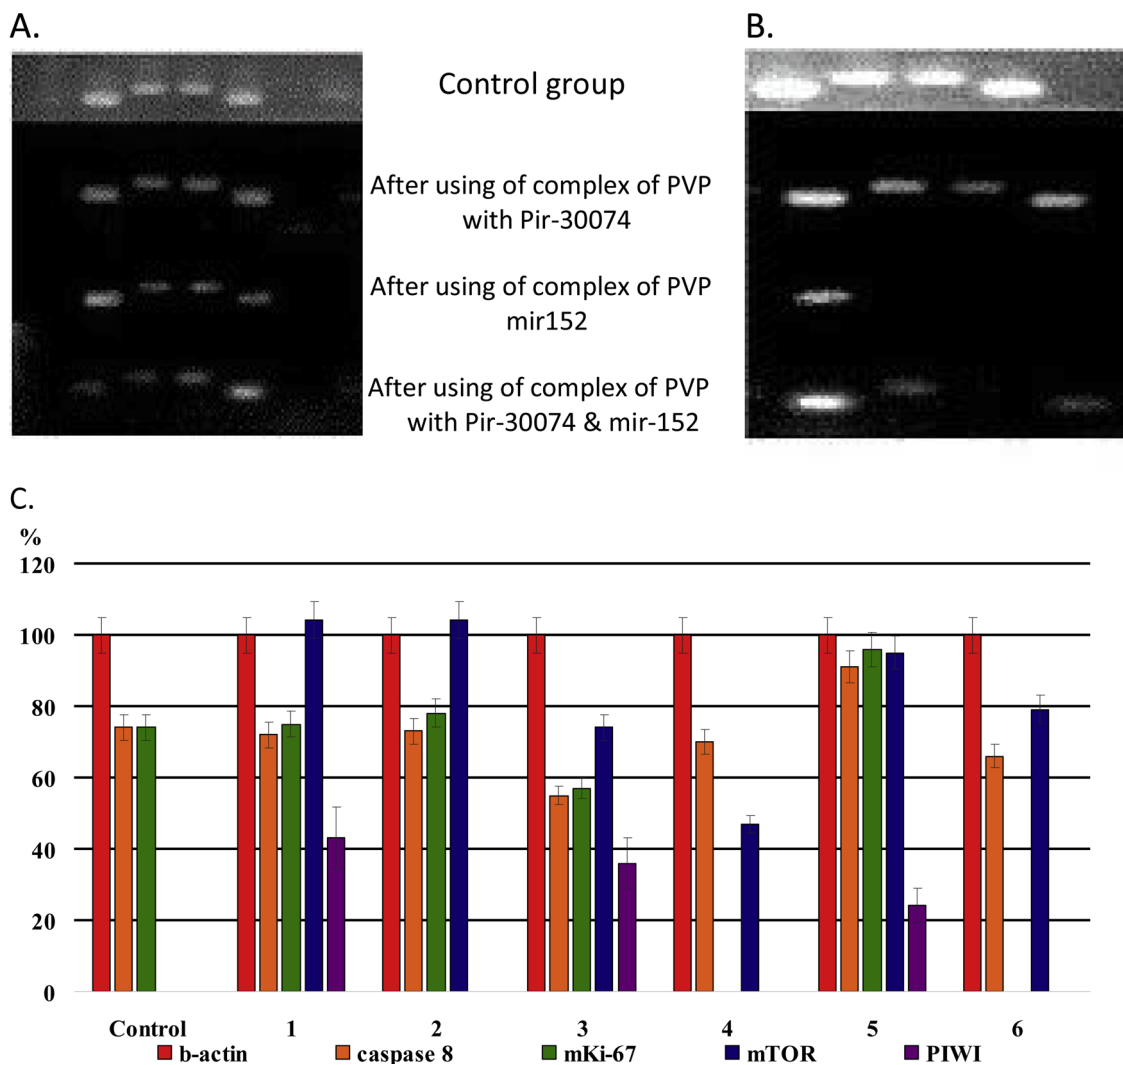 A.
B.
Control group
After using of complex of PVP
with Pir-30074
After using of complex of PVP
mir152
After using of complex of PVP
with Pir-30074 & mir-152
C.
%
120
100
80
60
40
20
0
Control 1 2 3 4 5 6
b-actin caspase 8 mKi-67 mTOR PIWI